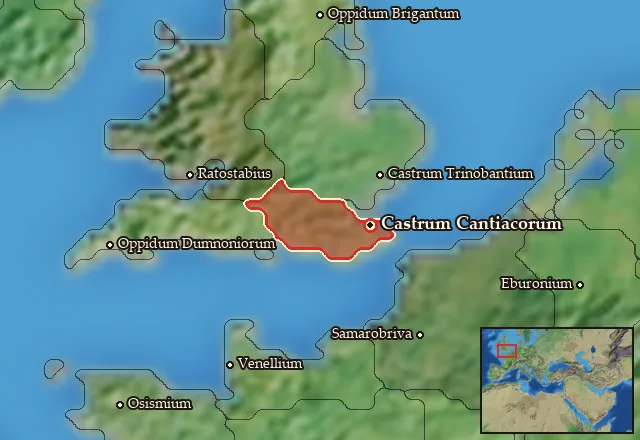 Oppidum Brigantum
Ratostabius
Castrum Trinobantium
Castrum Cantiacorum
Oppidum Dumnoniorum
Eburonium
Samarobriva
Venellium
Osismium